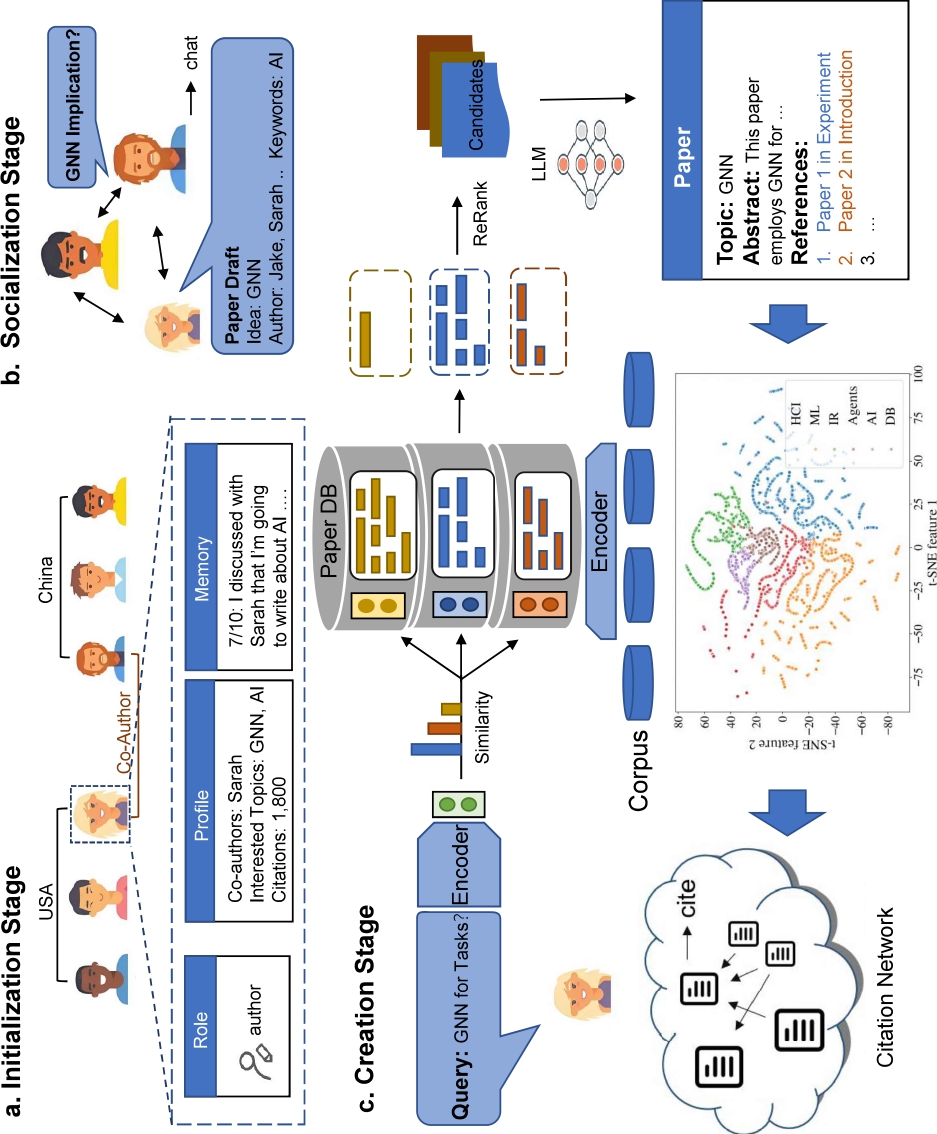 a. Initialization Stage
USA
China
Co-Author
Role
author
Profile
Co-authors: Sarah
Interested Topics: GNN, AI
Citations: 1,800
Memory
7/10: I discussed with
Sarah that I'm going
to write about AI ....
b. Socialization Stage
GNN Implication?
chat
Paper Draft
Idea: GNN
Author: Jake, Sarah .. Keywords: AI
c. Creation Stage
Query: GNN for Tasks?
Encoder
Similarity
Paper DB
Encoder
Corpus
ReRank
Candidates
LLM
Paper
Topic: GNN
Abstract: This paper
employs GNN for ...
References:
1. Paper 1 in Experiment
2. Paper 2 in Introduction
3. ...
t-SNE feature 2
80
60
40
20
0
−20
−40
−60
−80
−75
−50
−25
0
25
50
75
100
t-SNE feature 1
HCI
ML
IR
Agents
AI
DB
cite
Citation Network